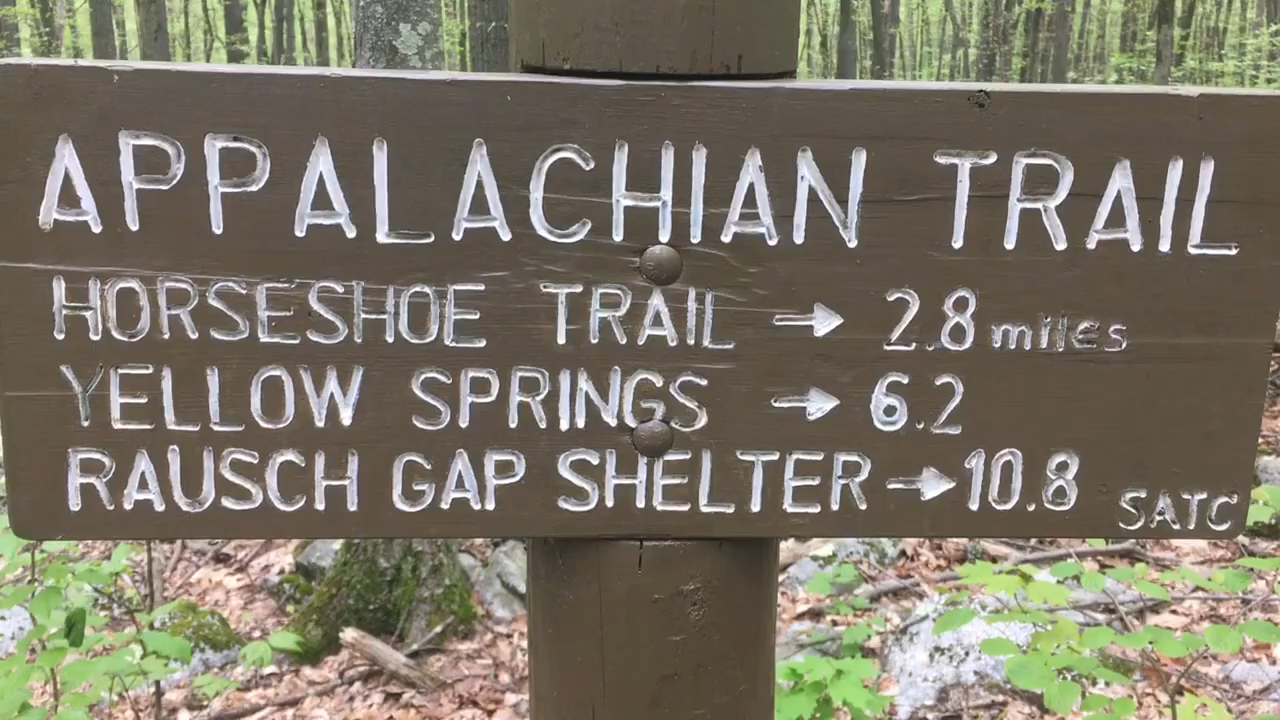 APPALACHIAN TRAIL
HORSESHOE TRAIL → 2.8 miles
YELLOW SPRINGS → 6.2
RAUSCH GAP SHELTER → 10.8
SATC